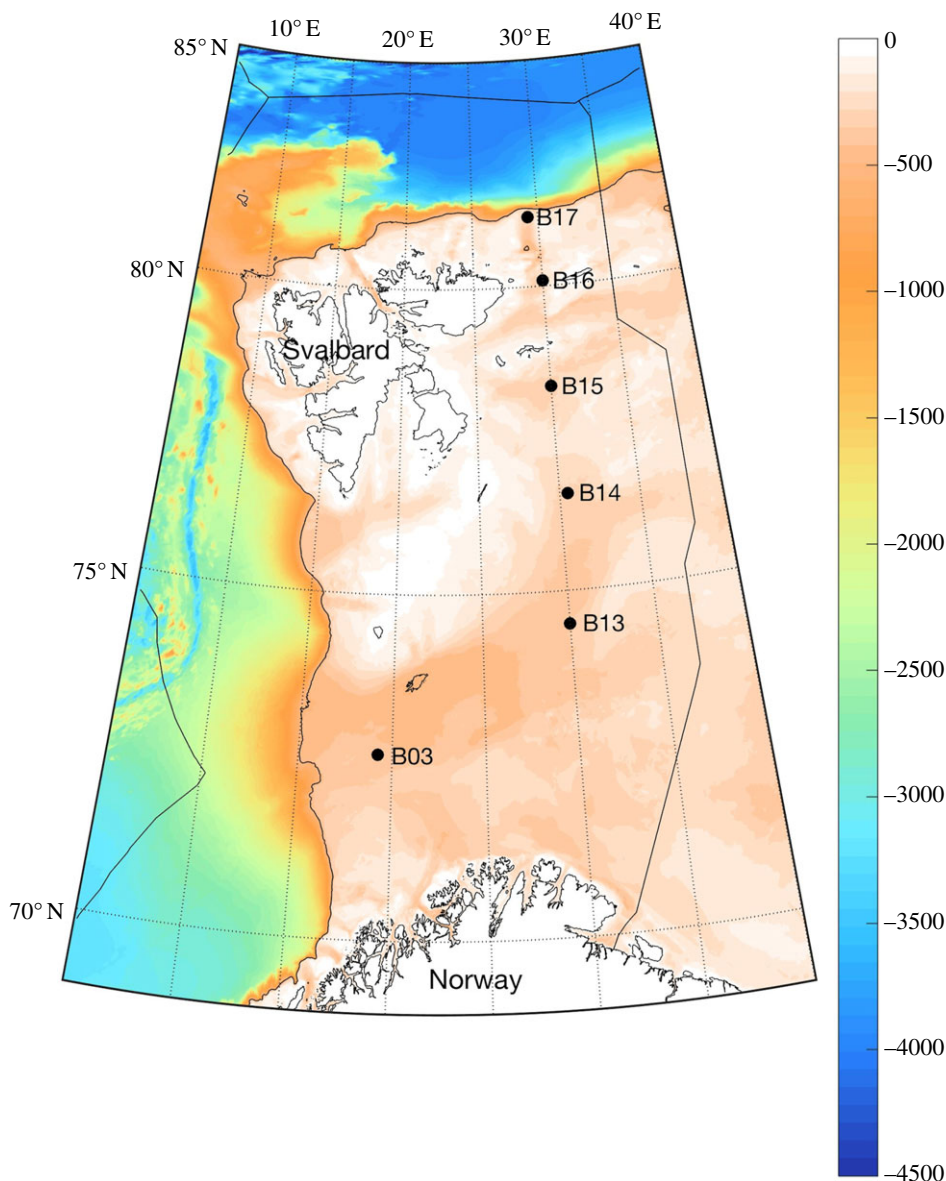 10° E
20° E
30° E
40° E
85° N
80° N
75° N
70° N
B17
B16
Svalbard
B15
B14
B13
B03
Norway
0
–500
–1000
–1500
–2000
–2500
–3000
–3500
–4000
–4500